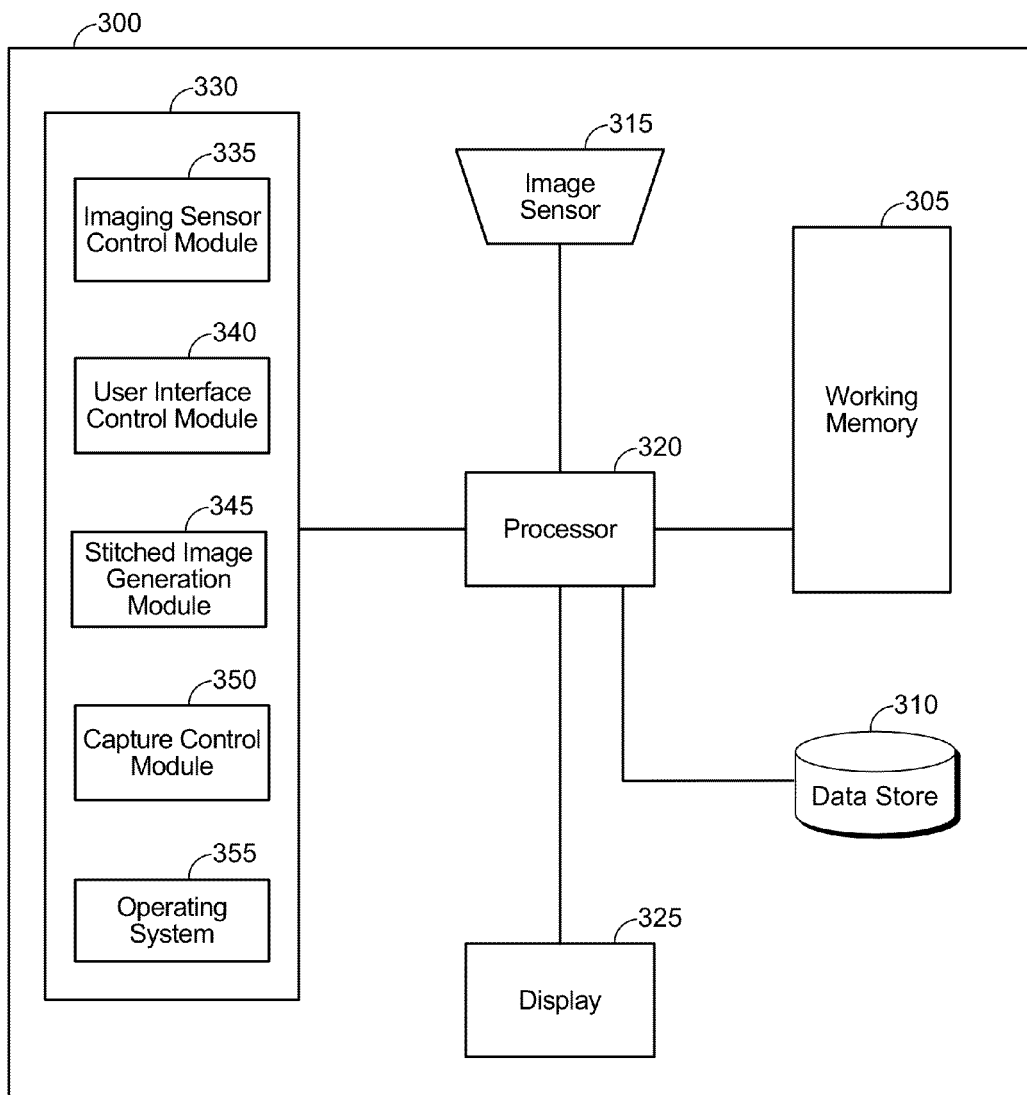 300
330
335
Imaging Sensor
Control Module
340
User Interface
Control Module
345
Stitched Image
Generation
Module
350
Capture Control
Module
355
Operating
System
315
Image
Sensor
320
Processor
325
Display
305
Working
Memory
310
Data Store